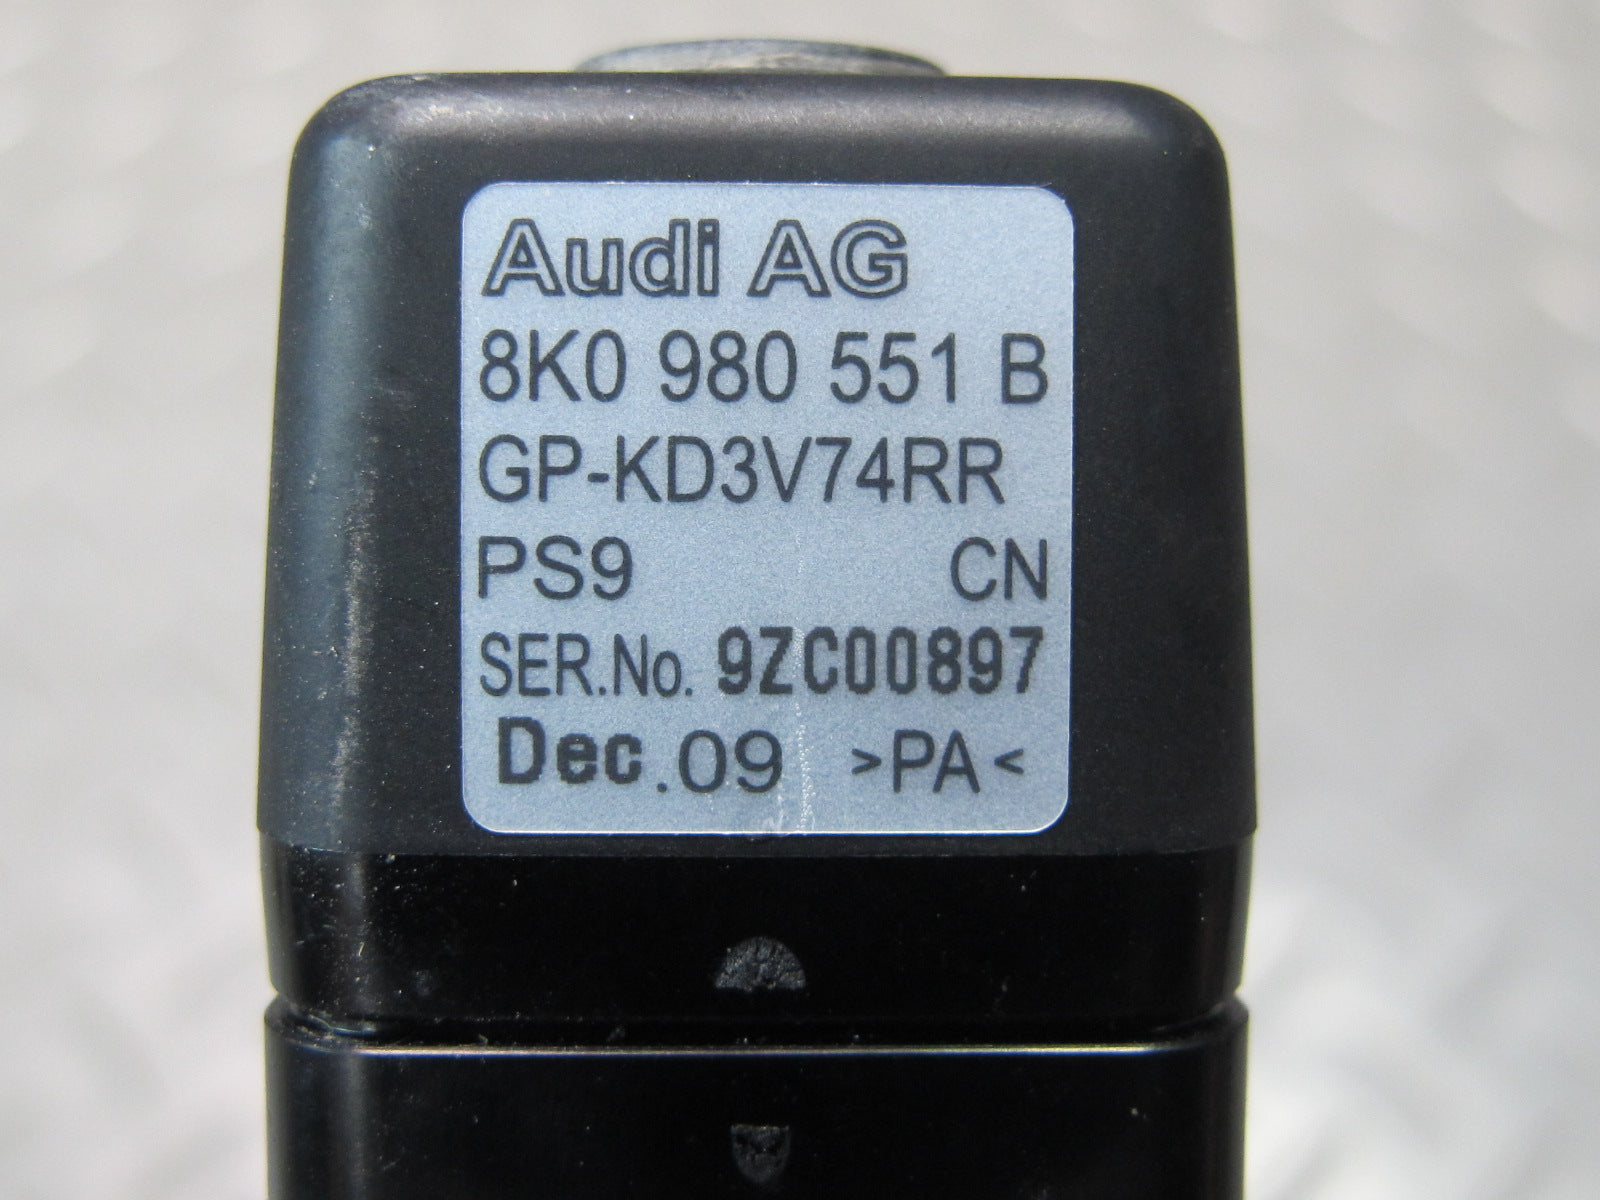 Audi AG
8K0 980 551 B
GP-KD3V74RR
PS9 CN
SER.No. 9ZC00897
Dec.09 >PA<